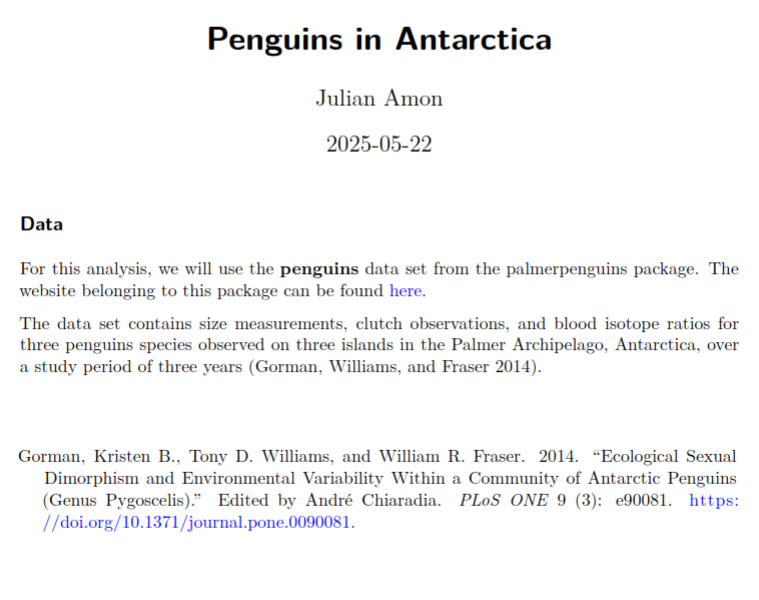 Penguins in Antarctica
Julian Amon
2025-05-22
Data
For this analysis, we will use the penguins data set from the palmerpenguins package. The
website belonging to this package can be found here.
The data set contains size measurements, clutch observations, and blood isotope ratios for
three penguins species observed on three islands in the Palmer Archipelago, Antarctica, over
a study period of three years (Gorman, Williams, and Fraser 2014).
Gorman, Kristen B., Tony D. Williams, and William R. Fraser. 2014. “Ecological Sexual
Dimorphism and Environmental Variability Within a Community of Antarctic Penguins
(Genus Pygoscelis).” Edited by André Chiaradia. PLoS ONE 9 (3): e90081. https:
//doi.org/10.1371/journal.pone.0090081.